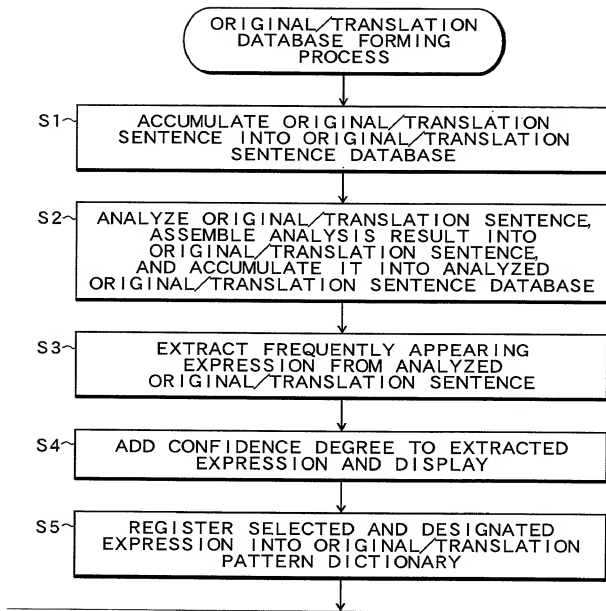 ORIGINAL/TRANSLATION
DATABASE FORMING
PROCESS
S1
ACCUMULATE ORIGINAL/TRANSLATION
SENTENCE INTO ORIGINAL/TRANSLATION
SENTENCE DATABASE
S2
ANALYZE ORIGINAL/TRANSLATION SENTENCE,
ASSEMBLE ANALYSIS RESULT INTO
ORIGINAL/TRANSLATION SENTENCE,
AND ACCUMULATE IT INTO ANALYZED
ORIGINAL/TRANSLATION SENTENCE DATABASE
S3
EXTRACT FREQUENTLY APPEARING
EXPRESSION FROM ANALYZED
ORIGINAL/TRANSLATION SENTENCE
S4
ADD CONFIDENCE DEGREE TO EXTRACTED
EXPRESSION AND DISPLAY
S5
REGISTER SELECTED AND DESIGNATED
EXPRESSION INTO ORIGINAL/TRANSLATION
PATTERN DICTIONARY